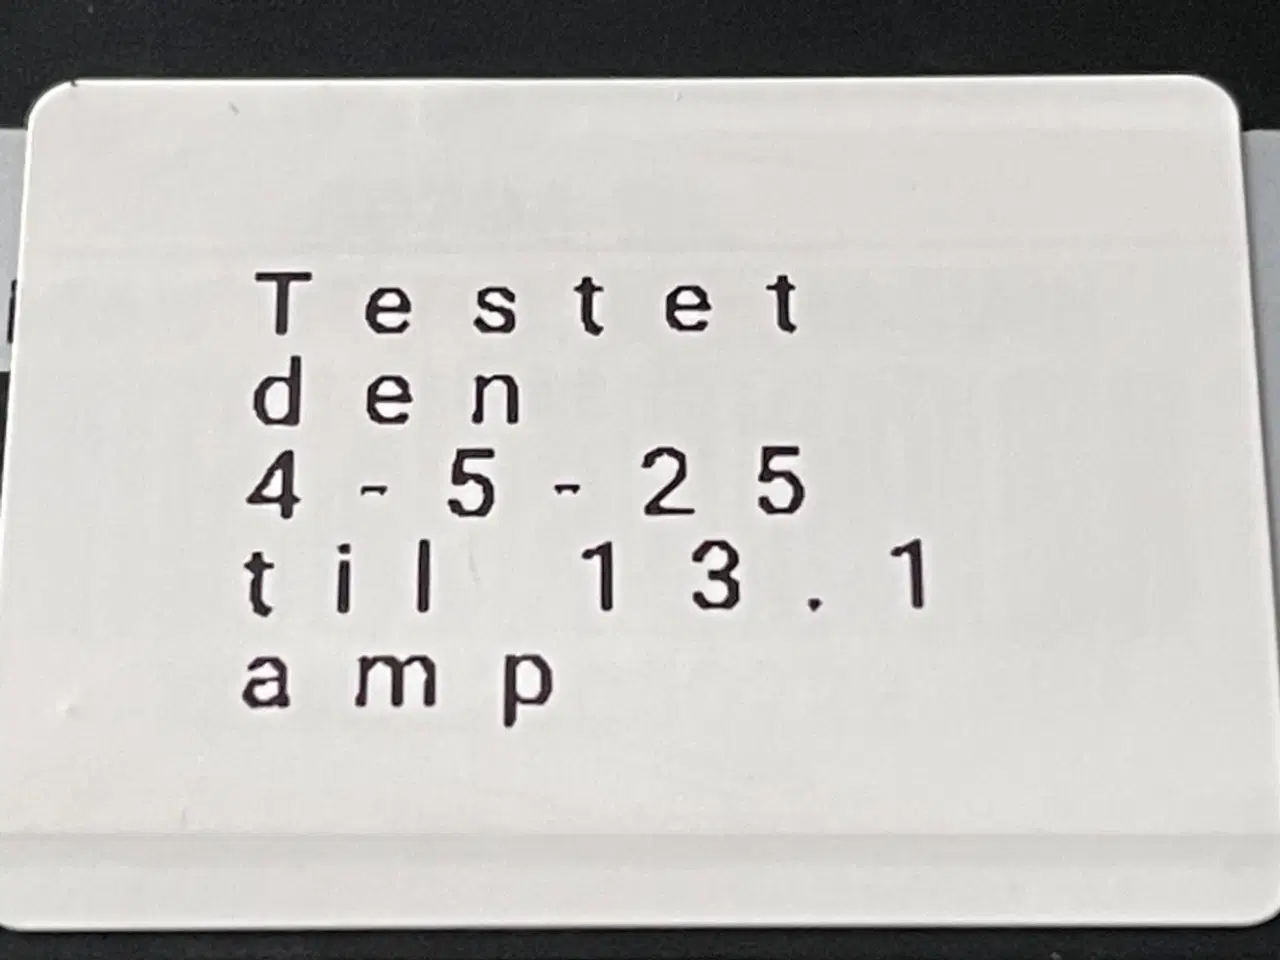 Testet
den
4-5-25
til 13.1
amp